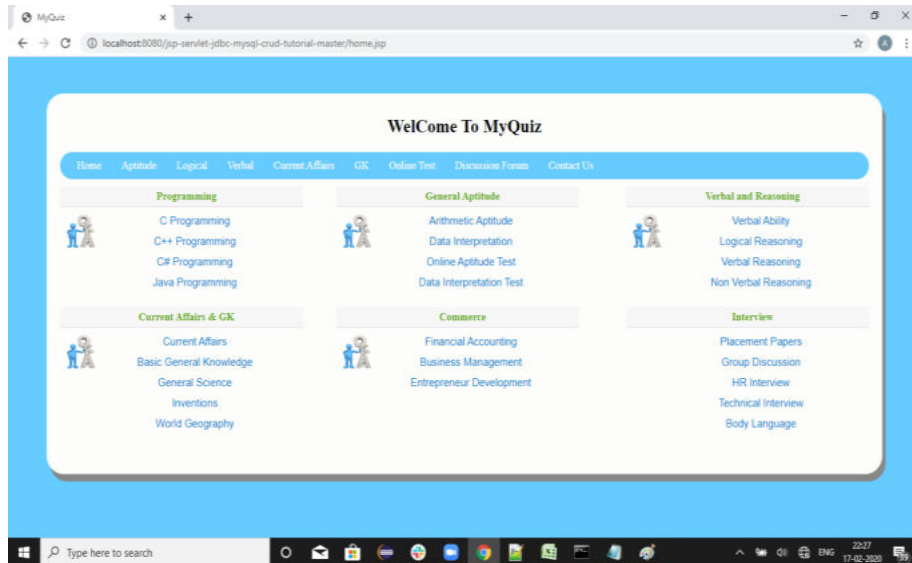 MyQuiz
localhost:8080/jsp-servlet-jdbc-mysql-crud-tutorial-master/home.jsp
A
WelCome To MyQuiz
Home Aptitude Logical Verbal Current Affairs GK Online Test Discussion Forum Contact Us
Programming
C Programming
C++ Programming
C# Programming
Java Programming
General Aptitude
Arithmetic Aptitude
Data Interpretation
Online Aptitude Test
Data Interpretation Test
Verbal and Reasoning
Verbal Ability
Logical Reasoning
Verbal Reasoning
Non Verbal Reasoning
Current Affairs & GK
Current Affairs
Basic General Knowledge
General Science
Inventions
World Geography
Commerce
Financial Accounting
Business Management
Entrepreneur Development
Interview
Placement Papers
Group Discussion
HR Interview
Technical Interview
Body Language
Type here to search
ENG
22:27
17-02-2020